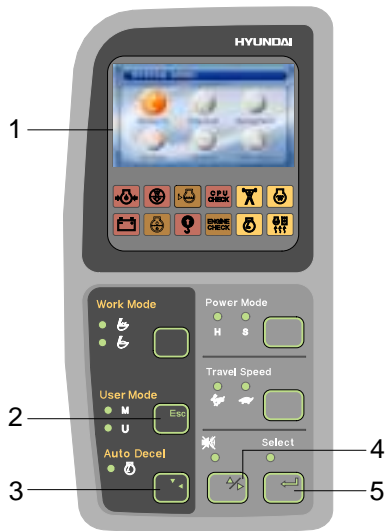 HYUNDAI
1
CPU
CHECK
ENGINE
CHECK
Work Mode
Power Mode
H S
User Mode
M
U
Esc
2
Travel Speed
Auto Decel
3
Select
4
5